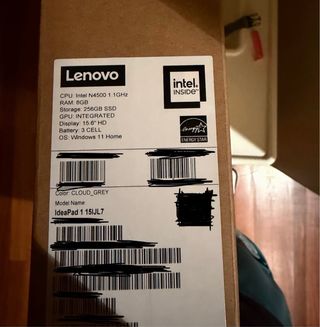 Lenovo
CPU: Intel N4500 1.1GHz
RAM: 8GB
Storage: 256GB SSD
GPU: INTEGRATED
Display: 15.6" HD
Battery: 3 CELL
OS: Windows 11 Home
intel.
INSIDE
ENERGY STAR
Color: CLOUD_GREY
Model Name
IdeaPad 1 15IJL7